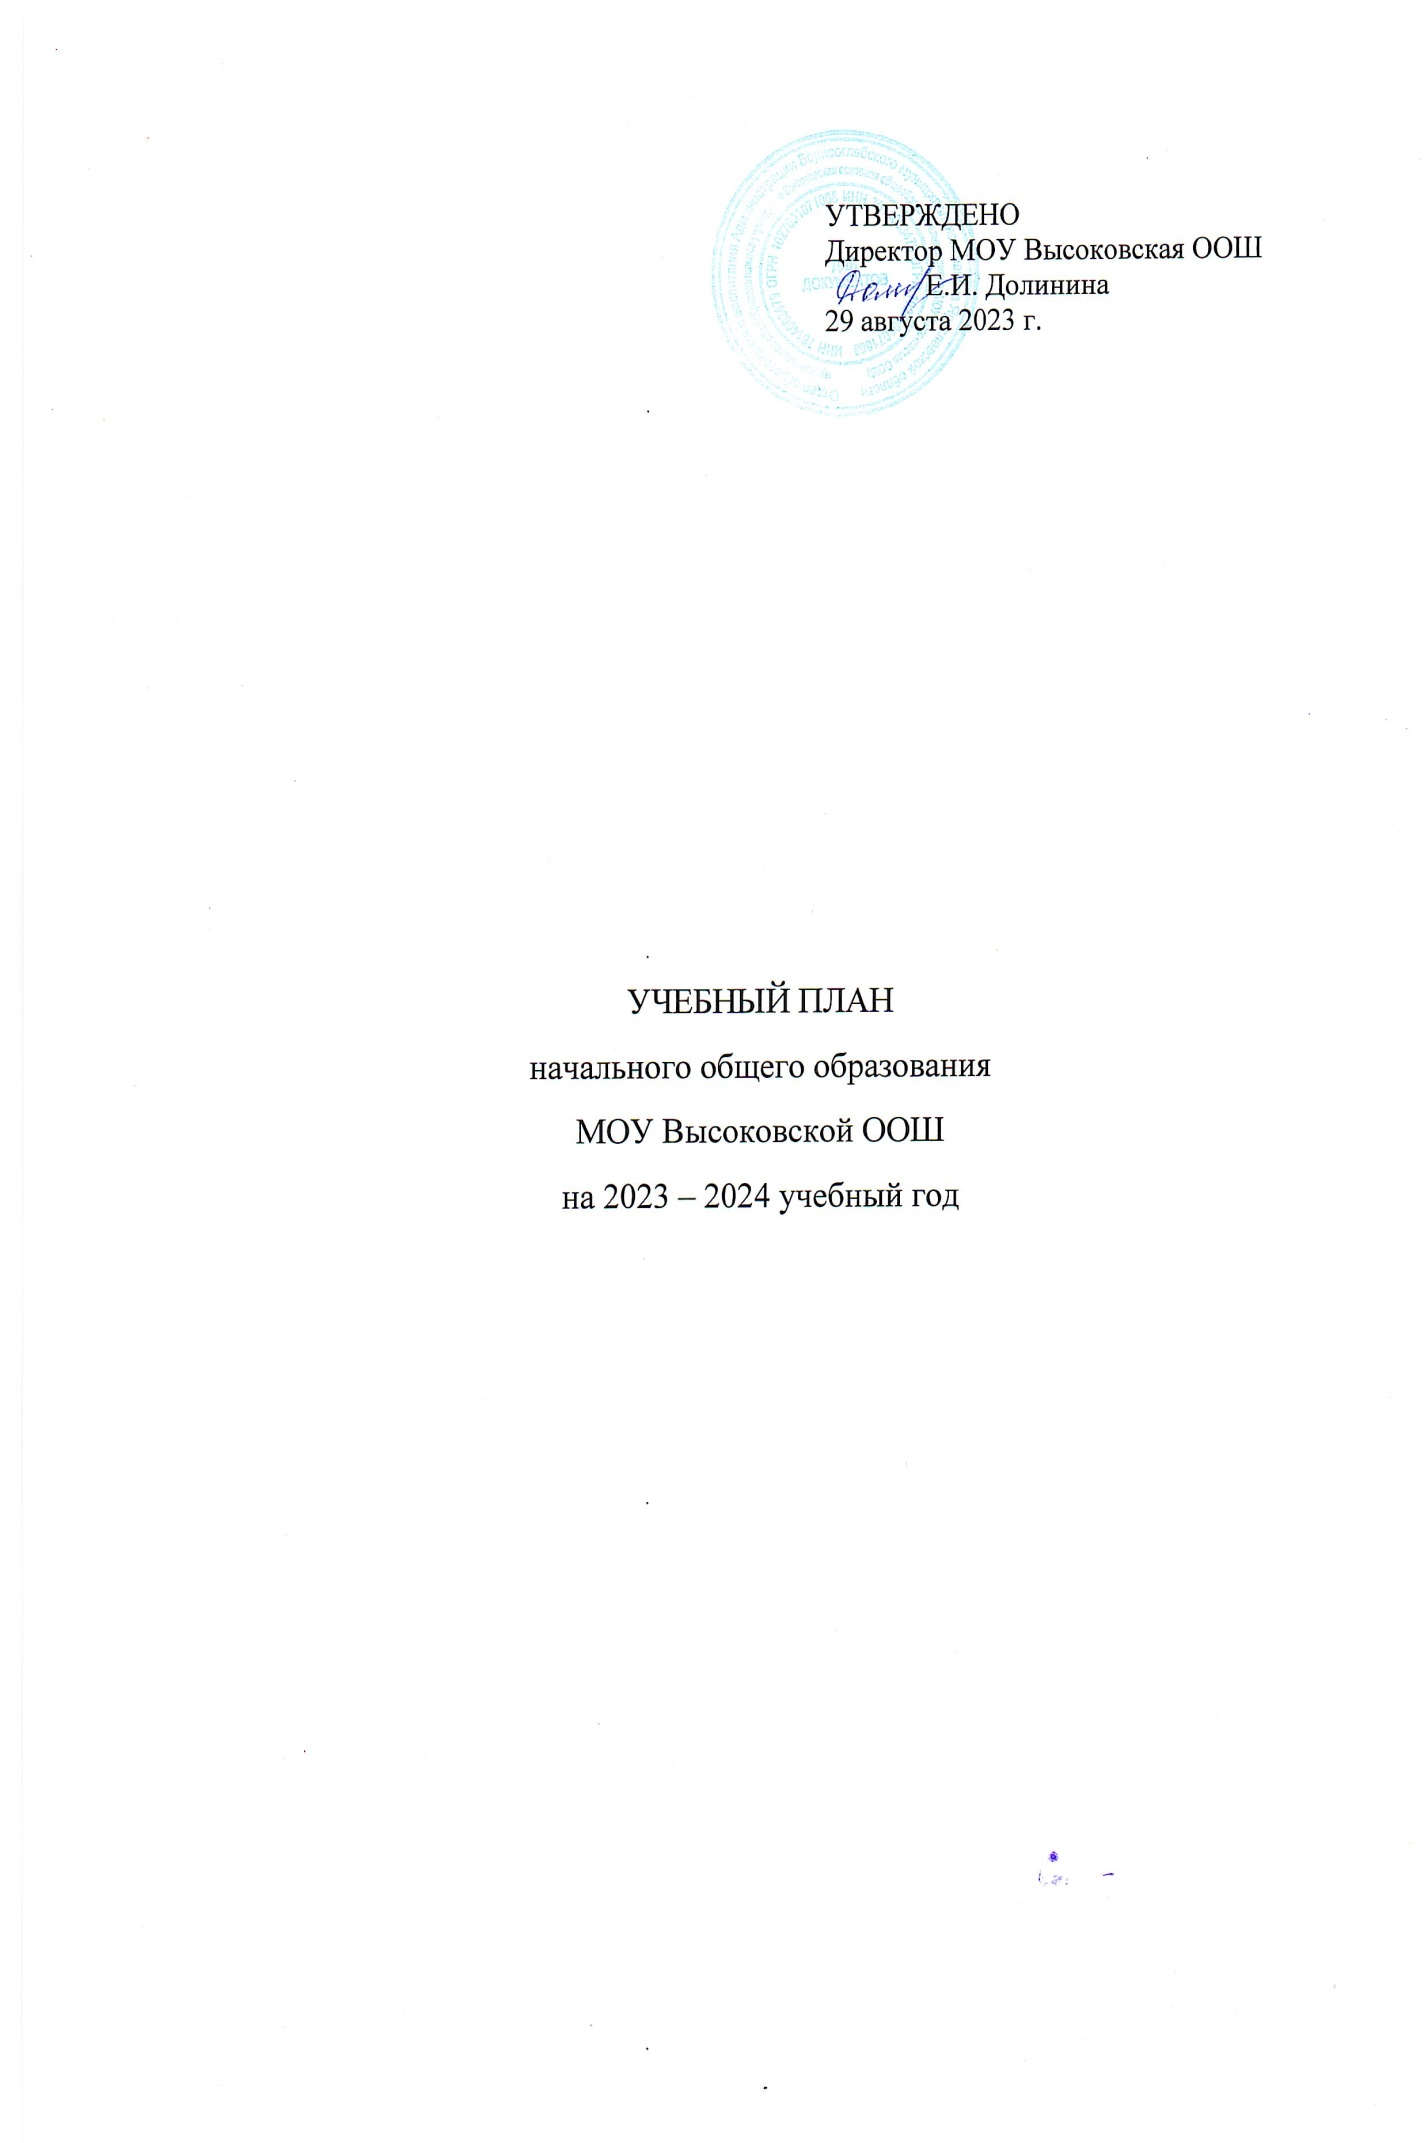 УТВЕРЖДЕНО
Директор МОУ Высоковская ООШ
Е.И. Долинина
29 августа 2023 г.
УЧЕБНЫЙ ПЛАН
начального общего образования
МОУ Высоковской ООШ
на 2023 – 2024 учебный год